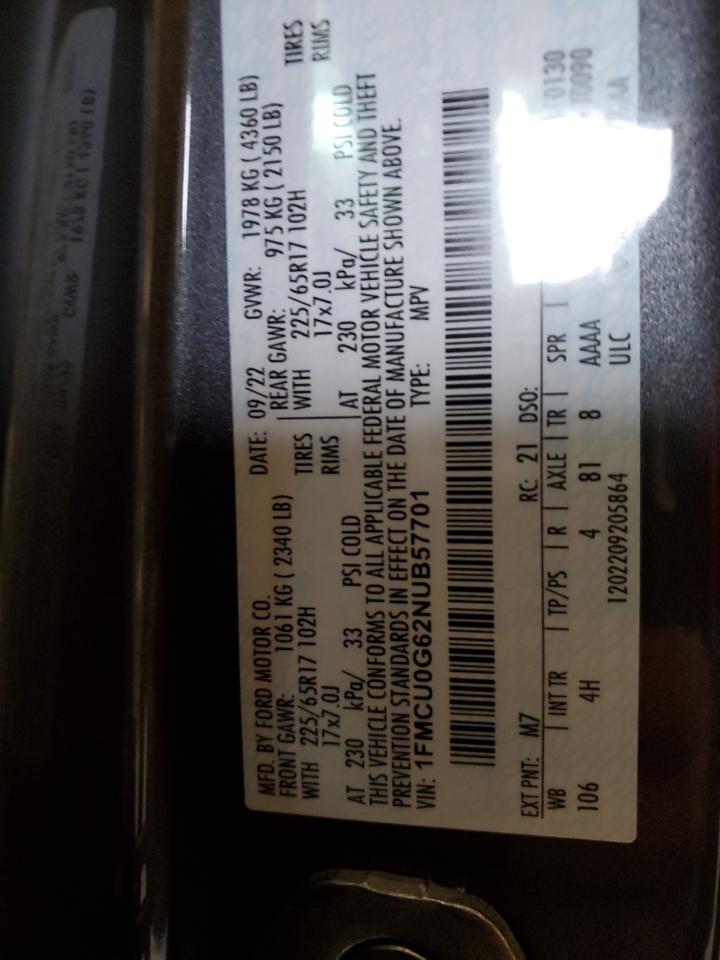 MFD. BY FORD MOTOR CO.
DATE: 09/22 GVWR: 1978 KG ( 4360 LB)
FRONT GAWR: 1061 KG ( 2340 LB) REAR GAWR: 975 KG ( 2150 LB)
WITH 225/65R17 102H TIRES WITH 225/65R17 102H TIRES
17x7.0J RIMS 17x7.0J RIMS
AT 230 kPa/ 33 PSI COLD AT 230 kPa/ 33 PSI COLD
THIS VEHICLE CONFORMS TO ALL APPLICABLE FEDERAL MOTOR VEHICLE SAFETY AND THEFT
PREVENTION STANDARDS IN EFFECT ON THE DATE OF MANUFACTURE SHOWN ABOVE.
VIN: 1FMCU0G62NUB57701 TYPE: MPV
EXT PNT: M7 RC: 21 DSO:
WB INT TR TP/PS R AXLE TR SPR
106 4H 4 81 8 AAAA
1202209205864 ULC